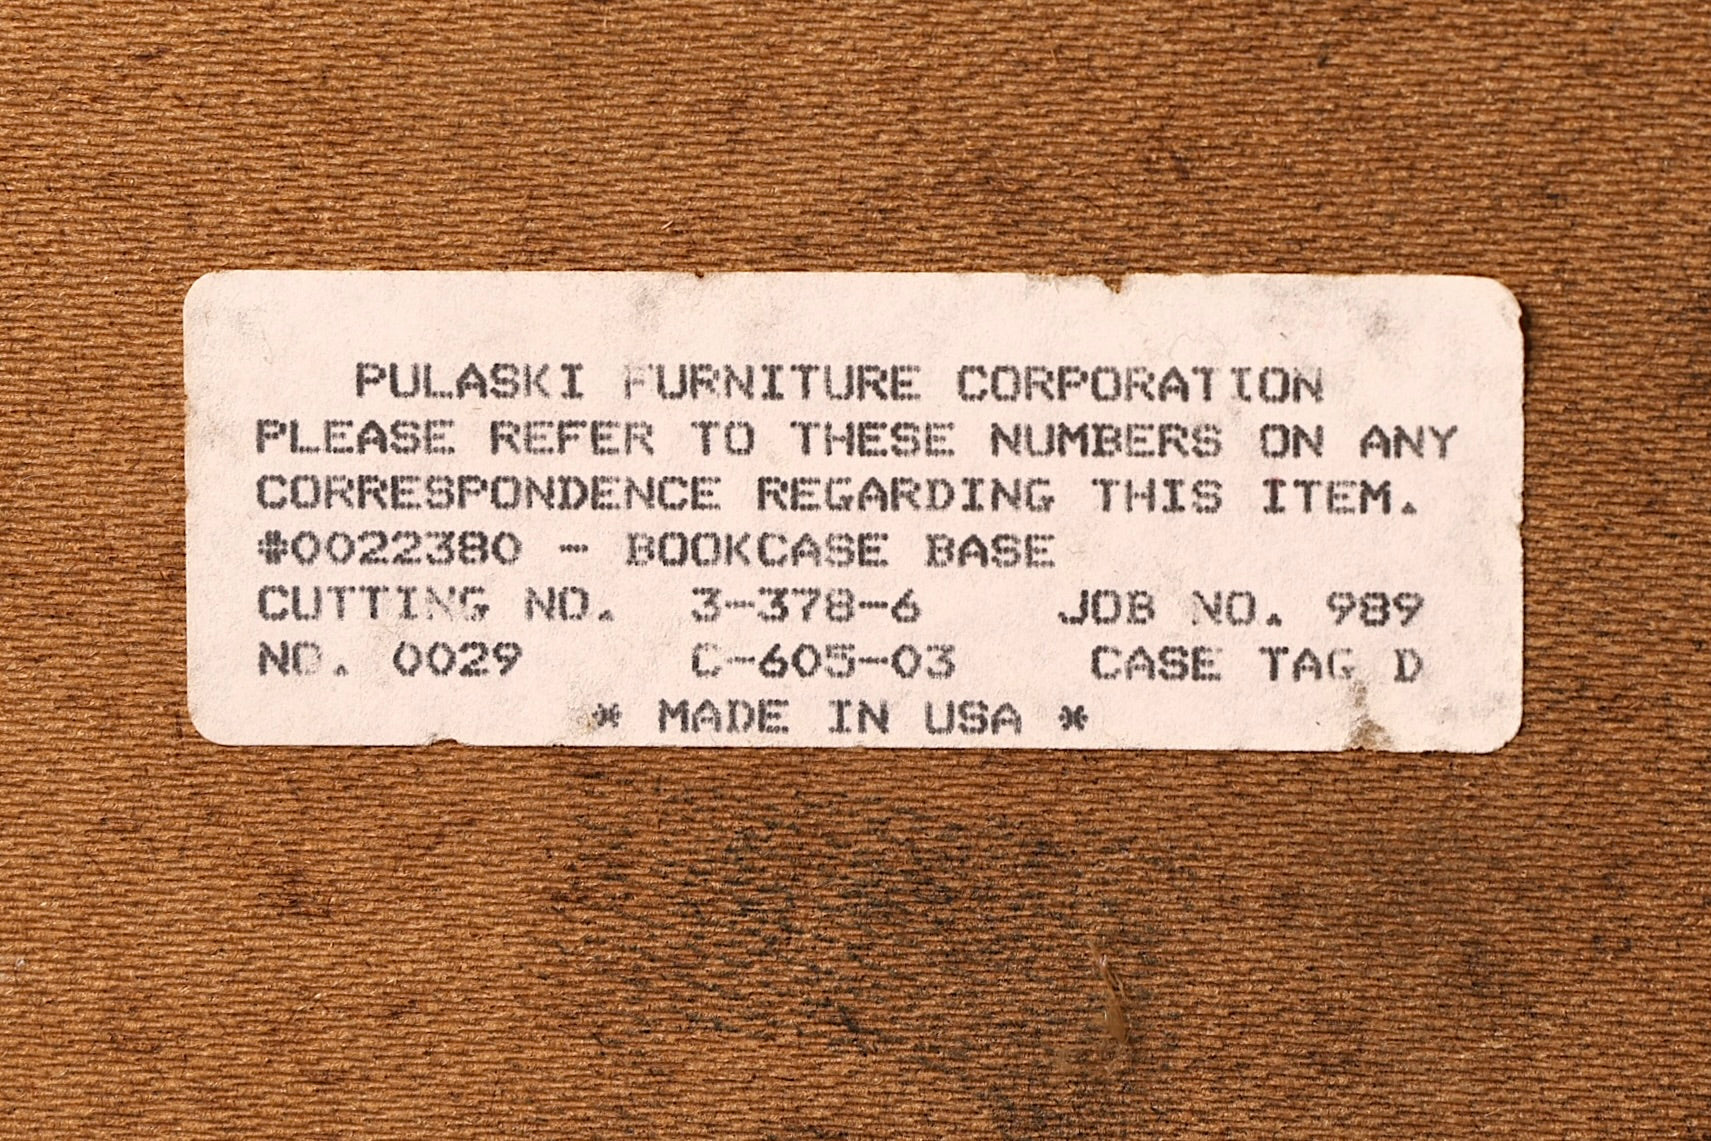 PULASKI FURNITURE CORPORATION
PLEASE REFER TO THESE NUMBERS ON ANY
CORRESPONDENCE REGARDING THIS ITEM.
#0022380 - BOOKCASE BASE
CUTTING NO. 3-378-6 JOB NO. 989
NO. 0029 C-605-03 CASE TAG D
* MADE IN USA *